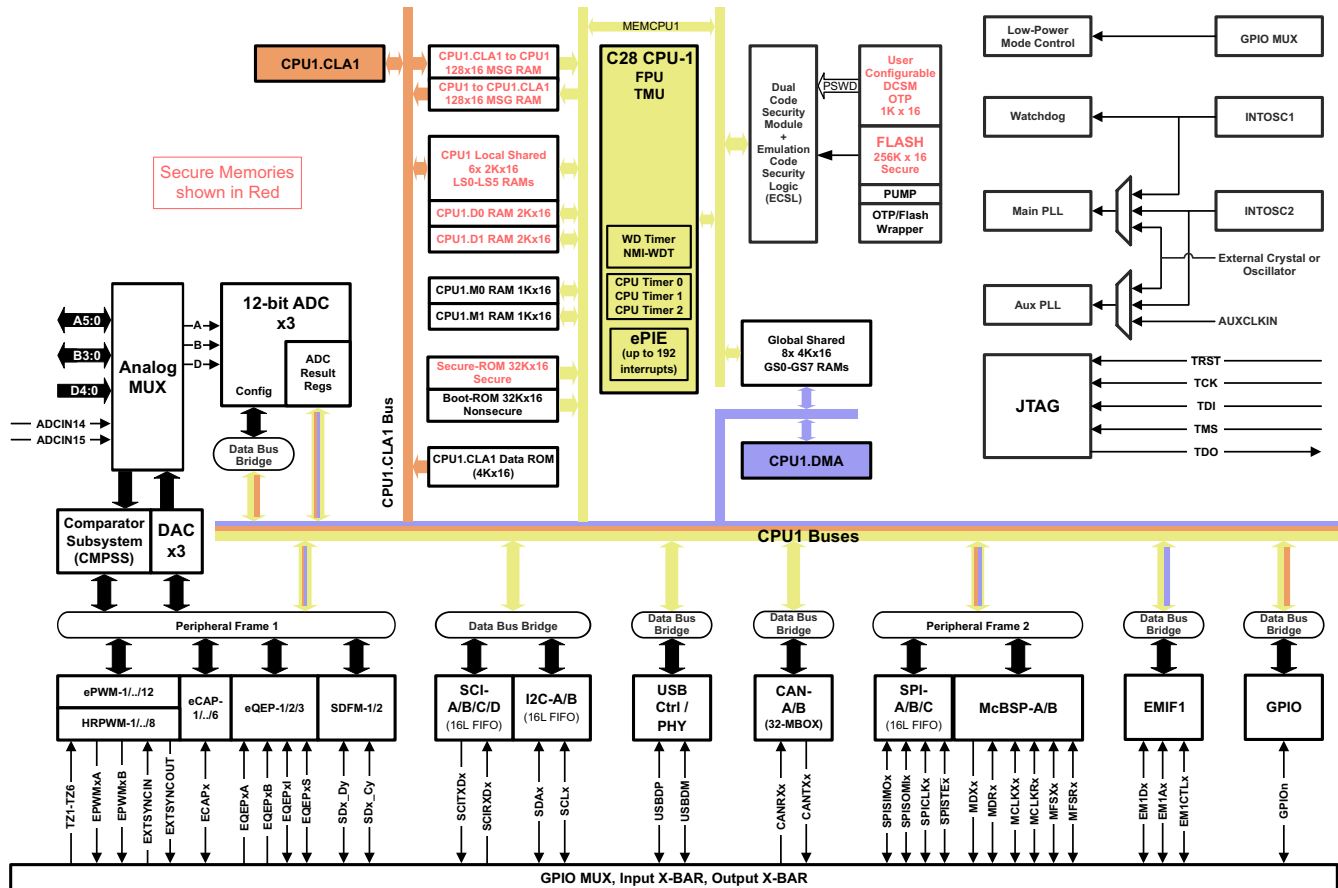 MEMCPU1
CPU1.CLA1
CPU1.CLA1 to CPU1
128x16 MSG RAM
CPU1 to CPU1.CLA1
128x16 MSG RAM
C28 CPU-1
FPU
TMU
Dual
Code
Security
Module
+
Emulation
Code
Security
Logic
(ECSL)
PSWD
User
Configurable
DCSM
OTP
1K x 16
FLASH
256K x 16
Secure
PUMP
OTP/Flash
Wrapper
Low-Power
Mode Control
GPIO MUX
Watchdog
INTOSC1
Main PLL
INTOSC2
External Crystal or
Oscillator
Aux PLL
AUXCLKIN
Secure Memories
shown in Red
CPU1 Local Shared
6x 2Kx16
LS0-LS5 RAMs
CPU1.D0 RAM 2Kx16
CPU1.D1 RAM 2Kx16
WD Timer
NMI-WDT
CPU1.M0 RAM 1Kx16
CPU1.M1 RAM 1Kx16
CPU Timer 0
CPU Timer 1
CPU Timer 2
ePIE
(up to 192
interrupts)
Secure-ROM 32Kx16
Secure
Boot-ROM 32Kx16
Nonsecure
CPU1.CLA1 Data ROM
(4Kx16)
CPU1.CLA1 Bus
Global Shared
8x 4Kx16
GS0-GS7 RAMs
CPU1.DMA
JTAG
TRST
TCK
TDI
TMS
TDO
A5:0
B3:0
D4:0
ADCIN14
ADCIN15
Analog
MUX
A
B
D
12-bit ADC
x3
Config
ADC
Result
Regs
Data Bus
Bridge
Comparator
Subsystem
(CMPSS)
DAC
x3
CPU1 Buses
Peripheral Frame 1
Data Bus Bridge
Data Bus
Bridge
Data Bus
Bridge
Peripheral Frame 2
Data Bus
Bridge
Data Bus
Bridge
ePWM-1/../12
HRPWM-1/../8
eCAP-
1/../6
eQEP-1/2/3
SDFM-1/2
SCI-
A/B/C/D
(16L FIFO)
I2C-A/B
(16L FIFO)
USB
Ctrl /
PHY
CAN-
A/B
(32-MBOX)
SPI-
A/B/C
(16L FIFO)
McBSP-A/B
EMIF1
GPIO
TZ1-TZ6
EPWMxA
EPWMxB
EXTSYNCIN
EXTSYNCOUT
ECAPx
EQEPxA
EQEPxB
EQEPxI
EQEPxS
SDx_Dy
SDx_Cy
SCITXDx
SCIRXDx
SDAx
SCLx
USBDP
USBDM
CANRXx
CANTXx
SPISIMOx
SPISOMIx
SPICLKx
SPISTEx
MDXx
MDRx
MCLKXx
MCLKRx
MFSXx
MFSRx
EM1Dx
EM1Ax
EM1CTLx
GPIOn
GPIO MUX, Input X-BAR, Output X-BAR